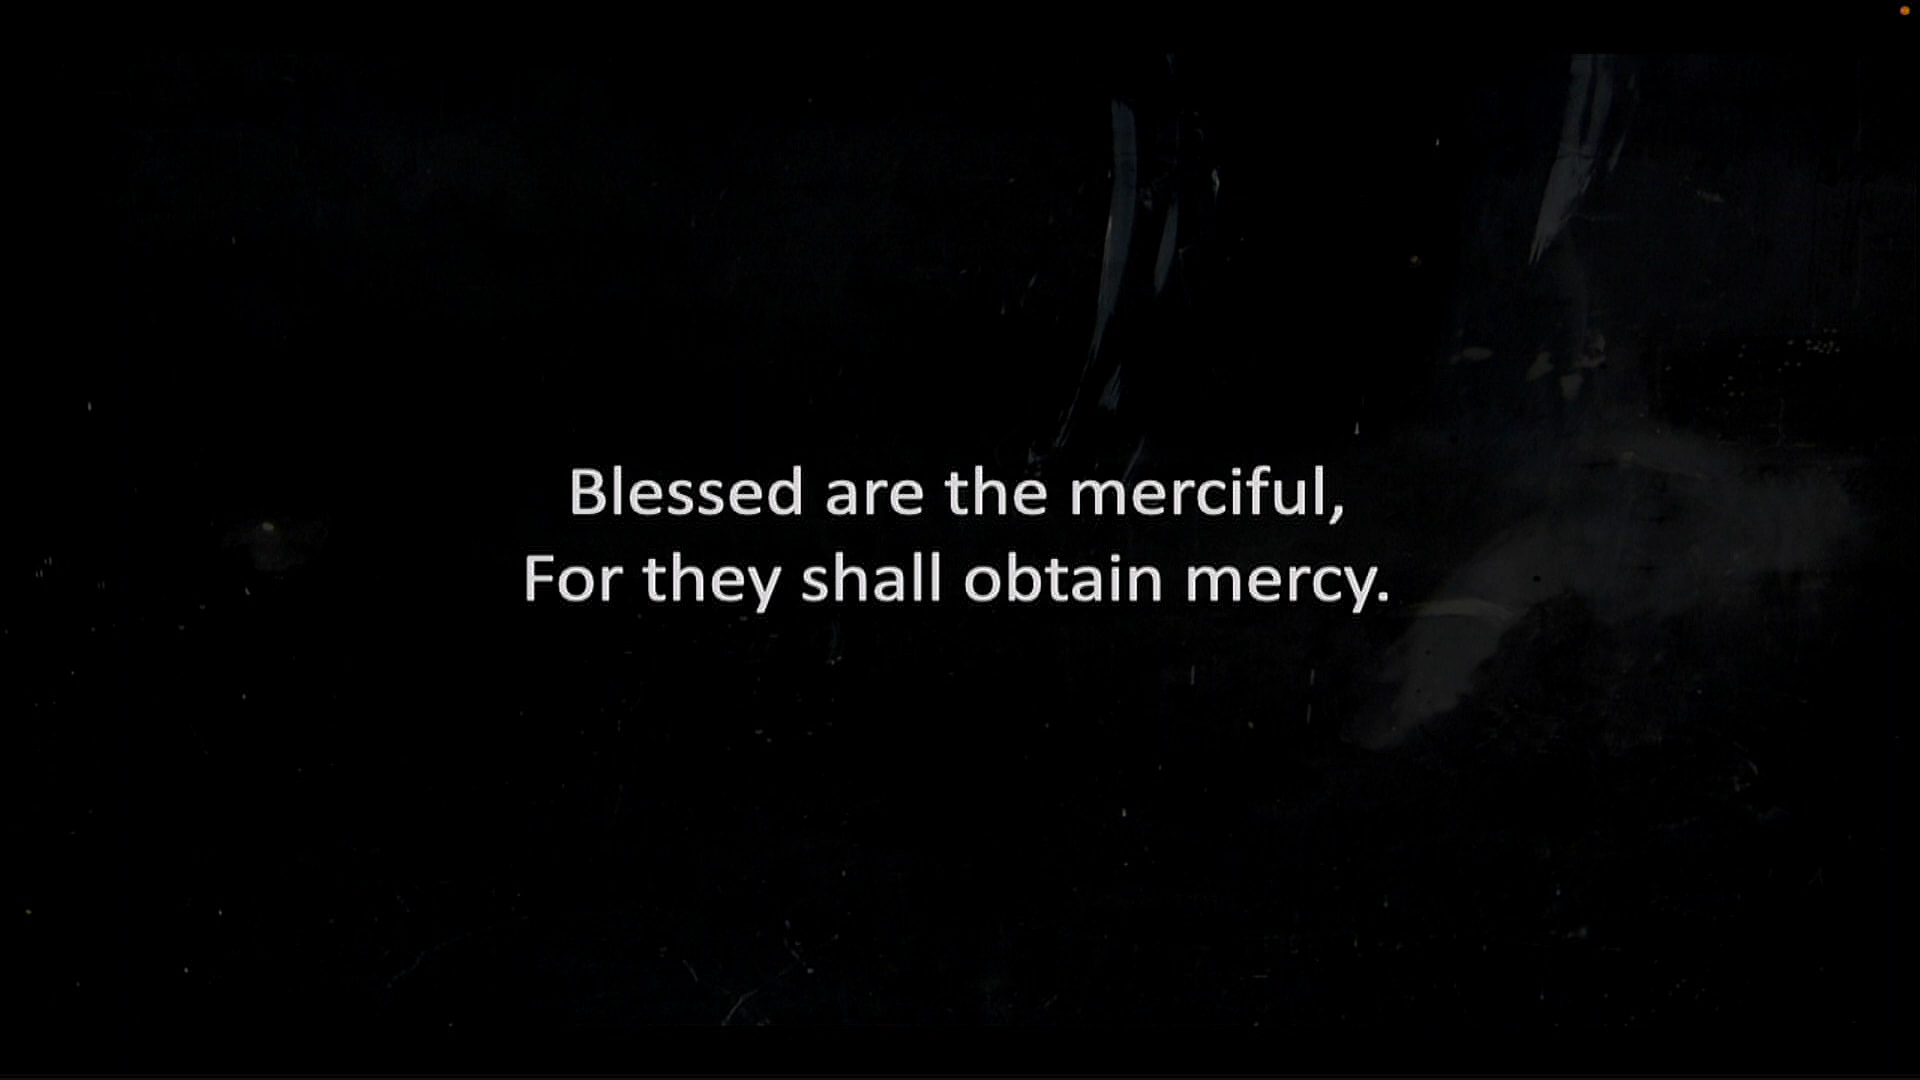 Blessed are the merciful,
For they shall obtain mercy.